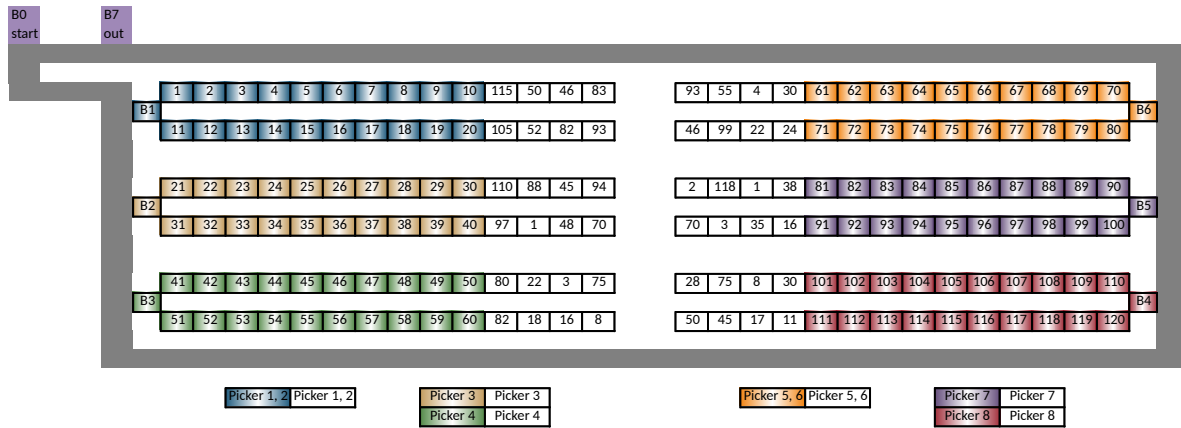 B0 B7
start out
1 2 3 4 5 6 7 8 9 10 115 50 46 83 93 55 4 30 61 62 63 64 65 66 67 68 69 70
B1 B6
11 12 13 14 15 16 17 18 19 20 105 52 82 93 46 99 22 24 71 72 73 74 75 76 77 78 79 80
21 22 23 24 25 26 27 28 29 30 110 88 45 94 2 118 1 38 81 82 83 84 85 86 87 88 89 90
B2 B5
31 32 33 34 35 36 37 38 39 40 97 1 48 70 70 3 35 16 91 92 93 94 95 96 97 98 99 100
41 42 43 44 45 46 47 48 49 50 80 22 3 75 28 75 8 30 101 102 103 104 105 106 107 108 109 110
B3 B4
51 52 53 54 55 56 57 58 59 60 82 18 16 8 50 45 17 11 111 112 113 114 115 116 117 118 119 120
Picker 1, 2 Picker 1, 2 Picker 3 Picker 3 Picker 5, 6 Picker 5, 6 Picker 7 Picker 7
Picker 4 Picker 4 Picker 8 Picker 8